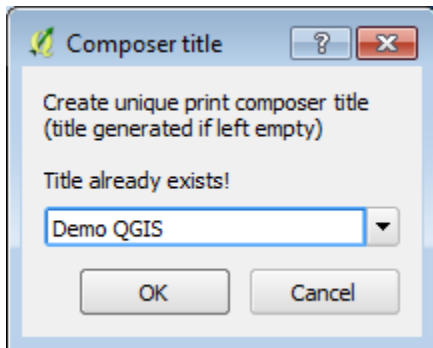 Composer title
Create unique print composer title
(title generated if left empty)
Title already exists!
Demo QGIS
OK
Cancel